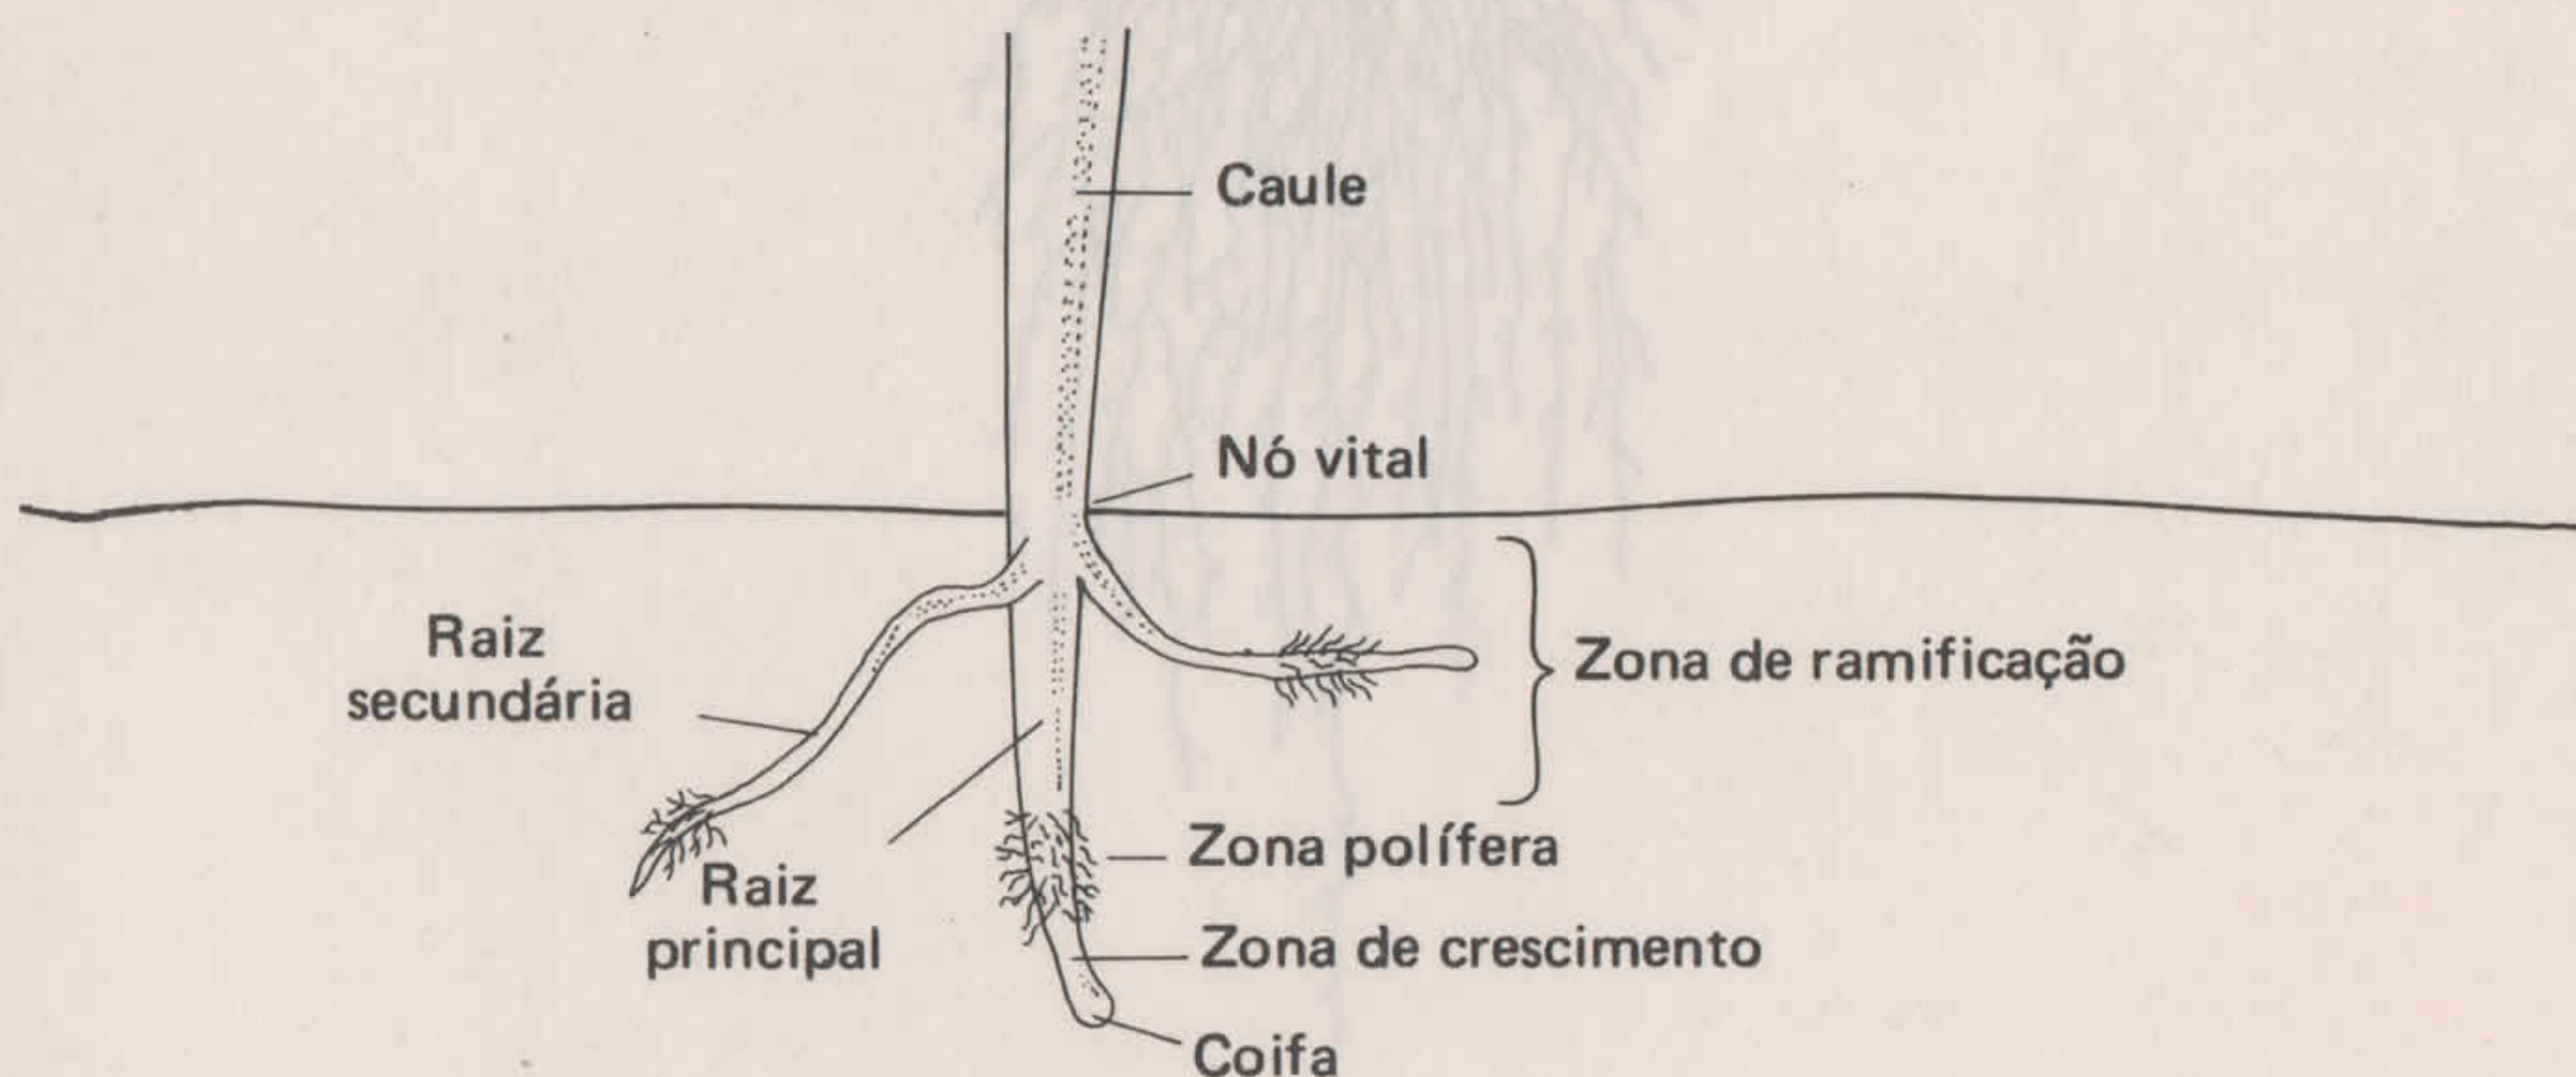 Caule
Nó vital
Raiz
secundária
Zona de ramificação
Zona polífera
Raiz
principal
Zona de crescimento
Coifa